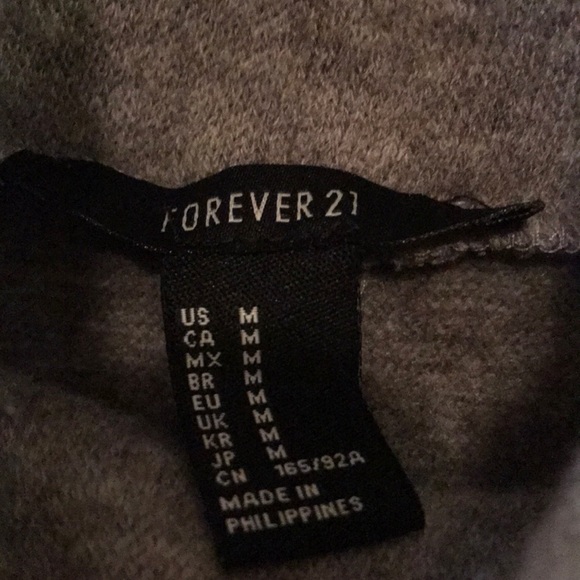 FOREVER 21
US M
CA M
MX M
BR M
EU M
UK M
KR M
JP M
CN 165/92A
MADE IN
PHILIPPINES